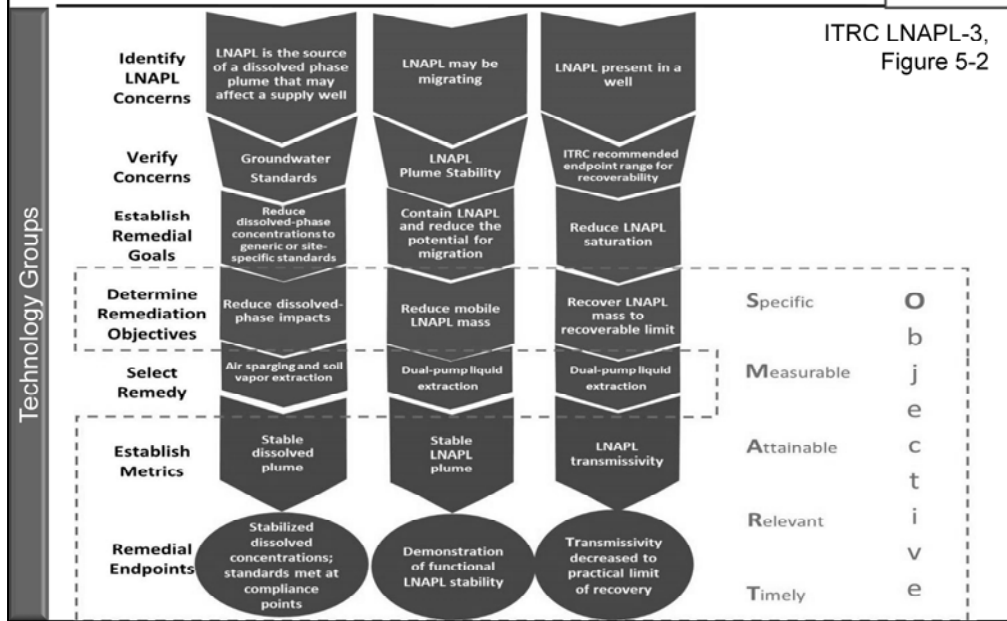 ITRC LNAPL-3,
Figure 5-2
Technology Groups
Identify
LNAPL
Concerns
LNAPL is the source
of a dissolved phase
plume that may
affect a supply well
LNAPL may be
migrating
LNAPL present in a
well
Verify
Concerns
Groundwater
Standards
LNAPL
Plume Stability
ITRC recommended
endpoint range for
recoverability
Establish
Remedial
Goals
Reduce
dissolved-phase
concentrations to
generic or site-
specific standards
Contain LNAPL
and reduce the
potential for
migration
Reduce LNAPL
saturation
Determine
Remediation
Objectives
Reduce dissolved-
phase impacts
Reduce mobile
LNAPL mass
Recover LNAPL
mass to
recoverable limit
Select
Remedy
Air sparging and soil
vapor extraction
Dual-pump liquid
extraction
Dual-pump liquid
extraction
Establish
Metrics
Stable
dissolved
plume
Stable
LNAPL
plume
LNAPL
transmissivity
Remedial
Endpoints
Stabilized
dissolved
concentrations;
standards met at
compliance
points
Demonstration
of functional
LNAPL stability
Transmissivity
decreased to
practical limit
of recovery
Specific
Measurable
Attainable
Relevant
Timely
O
b
j
e
c
t
i
v
e